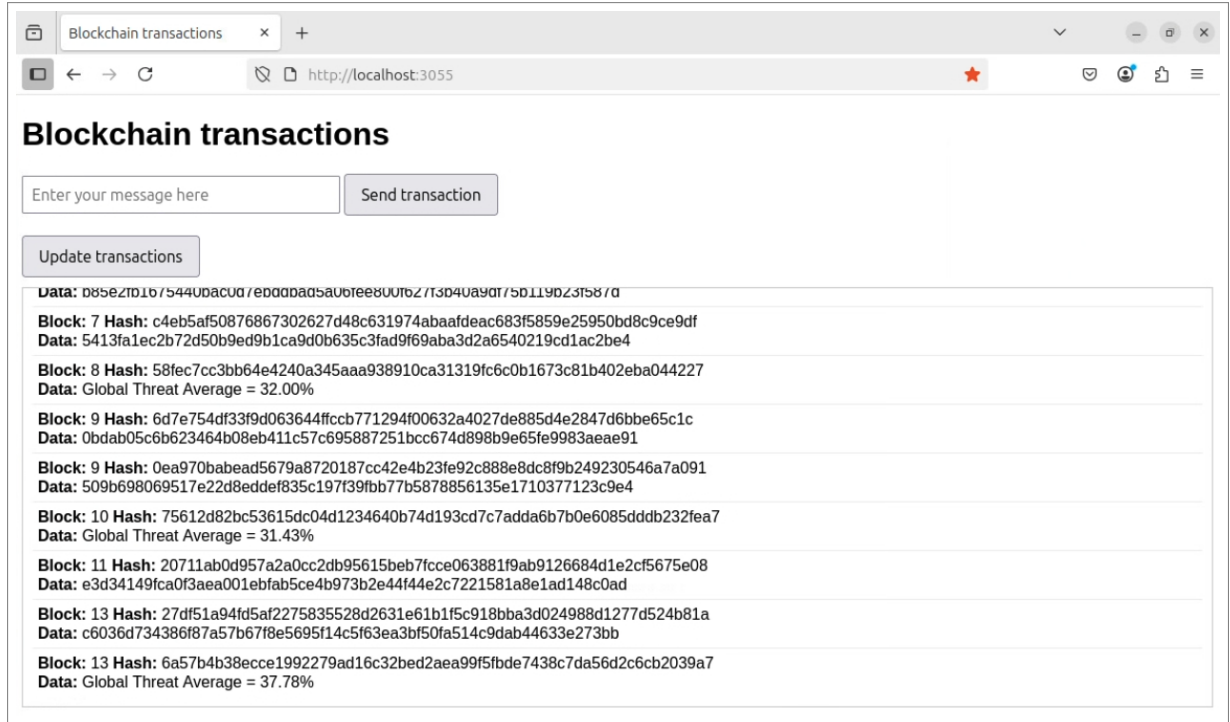 Blockchain transactions
http://localhost:3055
Blockchain transactions
Enter your message here
Send transaction
Update transactions
Data: b85e2fb1675440bac0d7ebddbad5a06fee800f627f3b40a9df75b119b23f587d
Block: 7 Hash: c4eb5af50876867302627d48c631974abaafdeac683f5859e25950bd8c9ce9df
Data: 5413fa1ec2b72d50b9ed9b1ca9d0b635c3fad9f69aba3d2a6540219cd1ac2be4
Block: 8 Hash: 58fec7cc3bb64e4240a345aaa938910ca31319fc6c0b1673c81b402eba044227
Data: Global Threat Average = 32.00%
Block: 9 Hash: 6d7e754df33f9d063644ffccb771294f00632a4027de885d4e2847d6bbe65c1c
Data: 0bdab05c6b623464b08eb411c57c695887251bcc674d898b9e65fe9983aeae91
Block: 9 Hash: 0ea970babead5679a8720187cc42e4b23fe92c888e8dc8f9b249230546a7a091
Data: 509b698069517e22d8eddef835c197f39fbb77b5878856135e1710377123c9e4
Block: 10 Hash: 75612d82bc53615dc04d1234640b74d193cd7c7adda6b7b0e6085dddb232fea7
Data: Global Threat Average = 31.43%
Block: 11 Hash: 20711ab0d957a2a0cc2db95615beb7fcce063881f9ab9126684d1e2cf5675e08
Data: e3d34149fca0f3aea001ebfab5ce4b973b2e44f44e2c7221581a8e1ad148c0ad
Block: 13 Hash: 27df51a94fd5af2275835528d2631e61b1f5c918bba3d024988d1277d524b81a
Data: c6036d734386f87a57b67f8e5695f14c5f63ea3bf50fa514c9dab44633e273bb
Block: 13 Hash: 6a57b4b38ecce1992279ad16c32bed2aea99f5fbde7438c7da56d2c6cb2039a7
Data: Global Threat Average = 37.78%